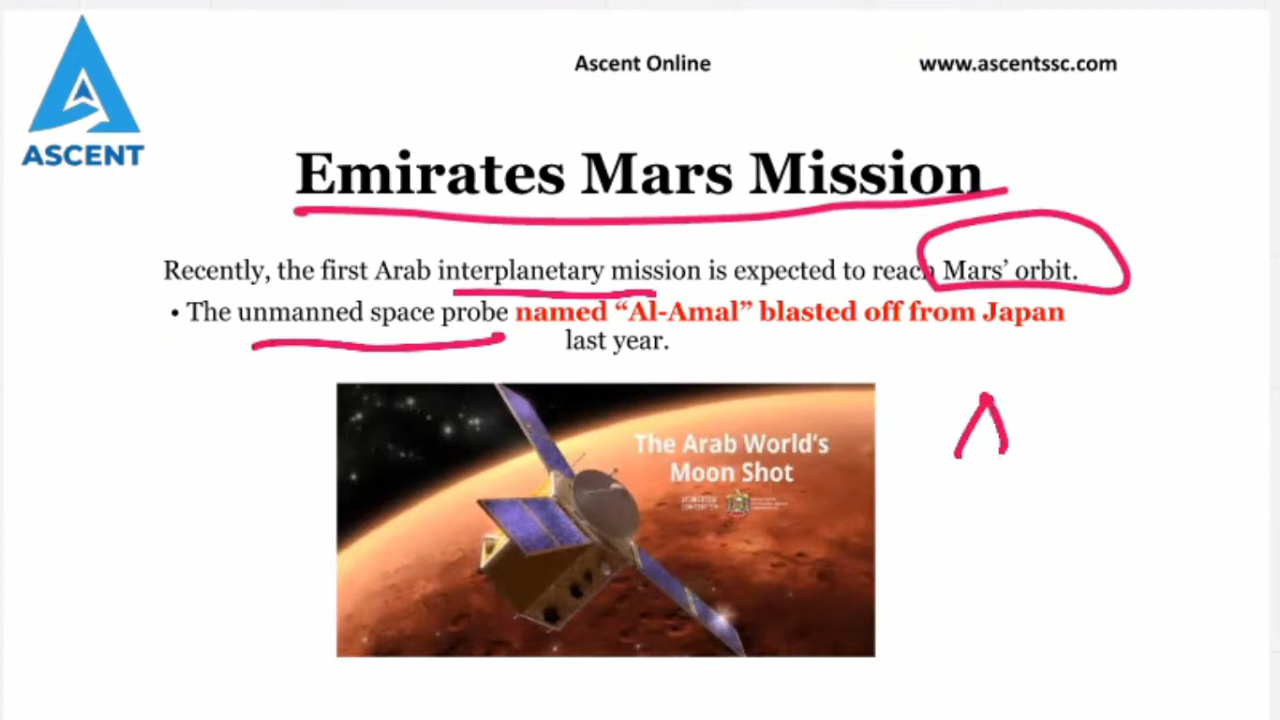 ASCENT
Ascent Online
www.ascentssc.com
Emirates Mars Mission
Recently, the first Arab interplanetary mission is expected to reach Mars’ orbit.
• The unmanned space probe named “Al-Amal” blasted off from Japan
last year.
The Arab World’s
Moon Shot